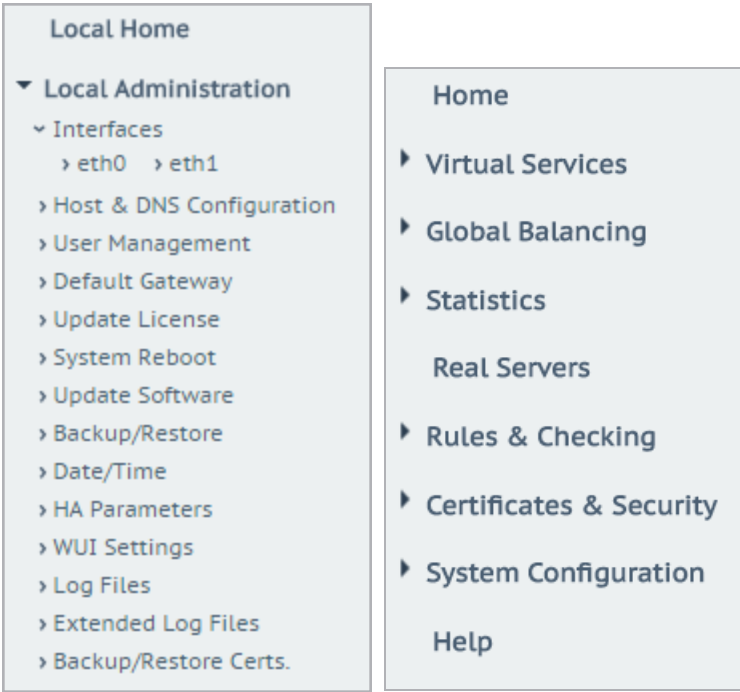 Local Home
Local Administration
Interfaces
eth0 eth1
Host & DNS Configuration
User Management
Default Gateway
Update License
System Reboot
Update Software
Backup/Restore
Date/Time
HA Parameters
WUI Settings
Log Files
Extended Log Files
Backup/Restore Certs.
Home
Virtual Services
Global Balancing
Statistics
Real Servers
Rules & Checking
Certificates & Security
System Configuration
Help